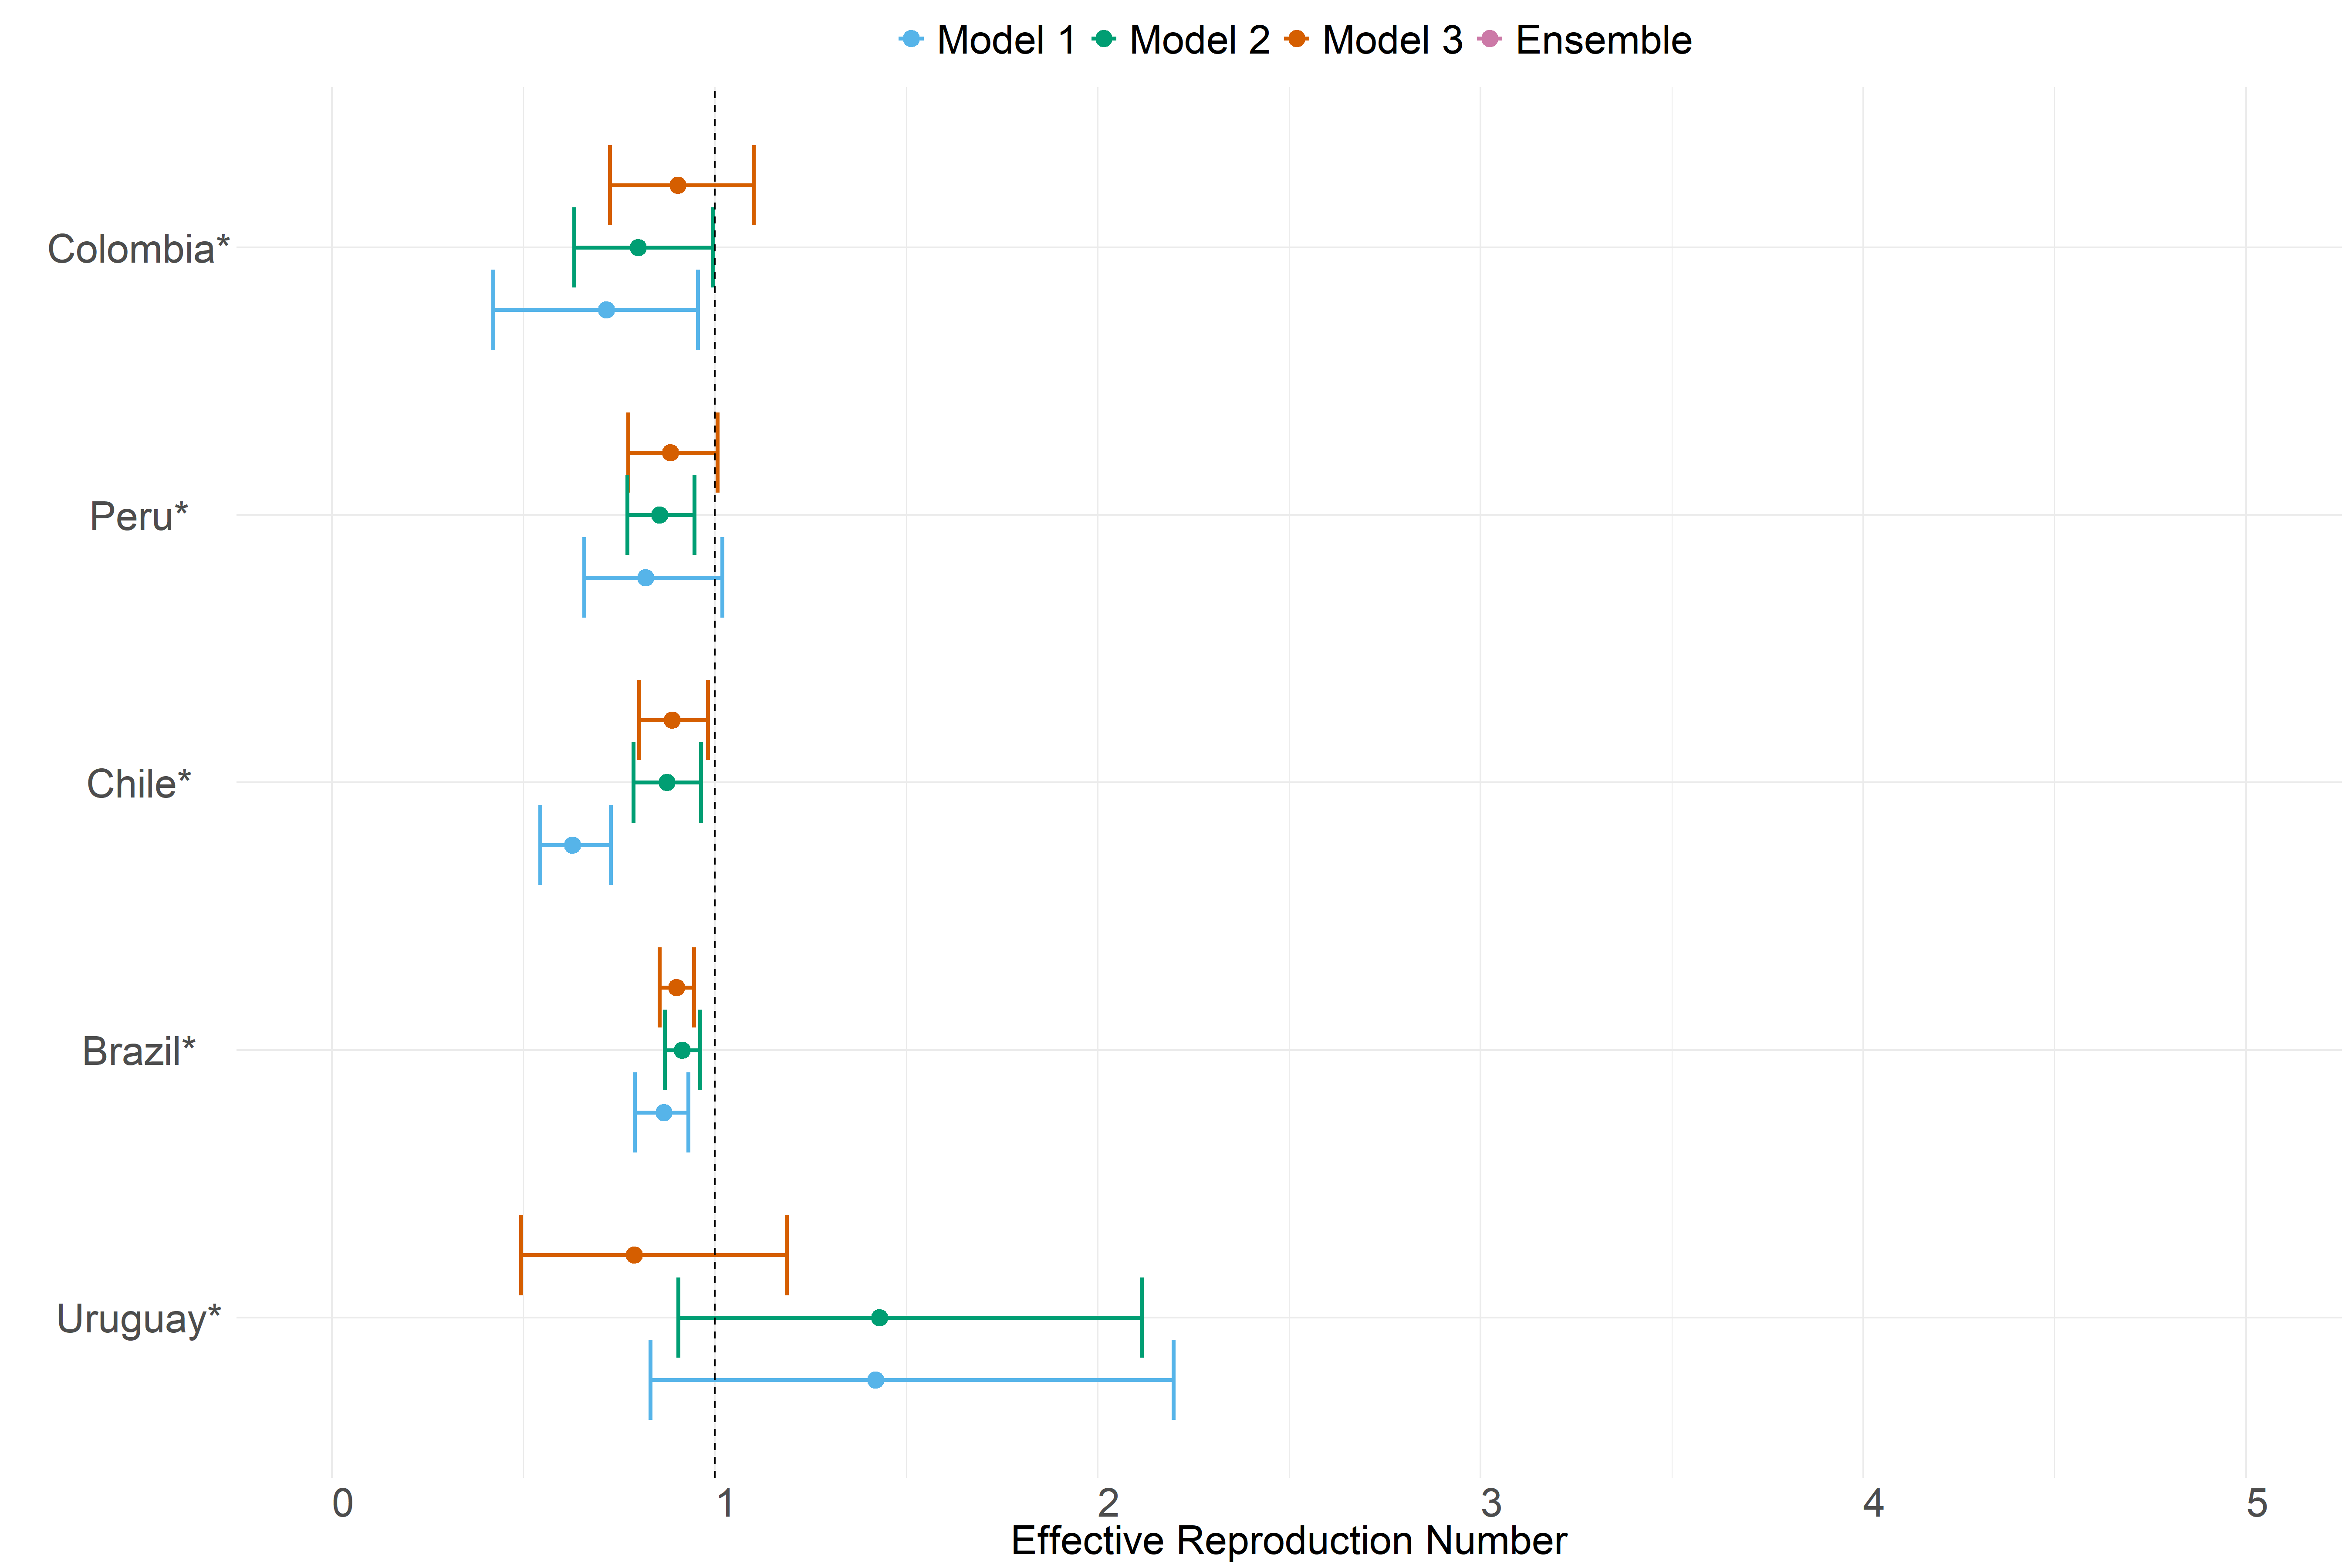 Model 1 Model 2 Model 3 Ensemble
Colombia*
Peru*
Chile*
Brazil*
Uruguay*
0 1 2 3 4 5
Effective Reproduction Number